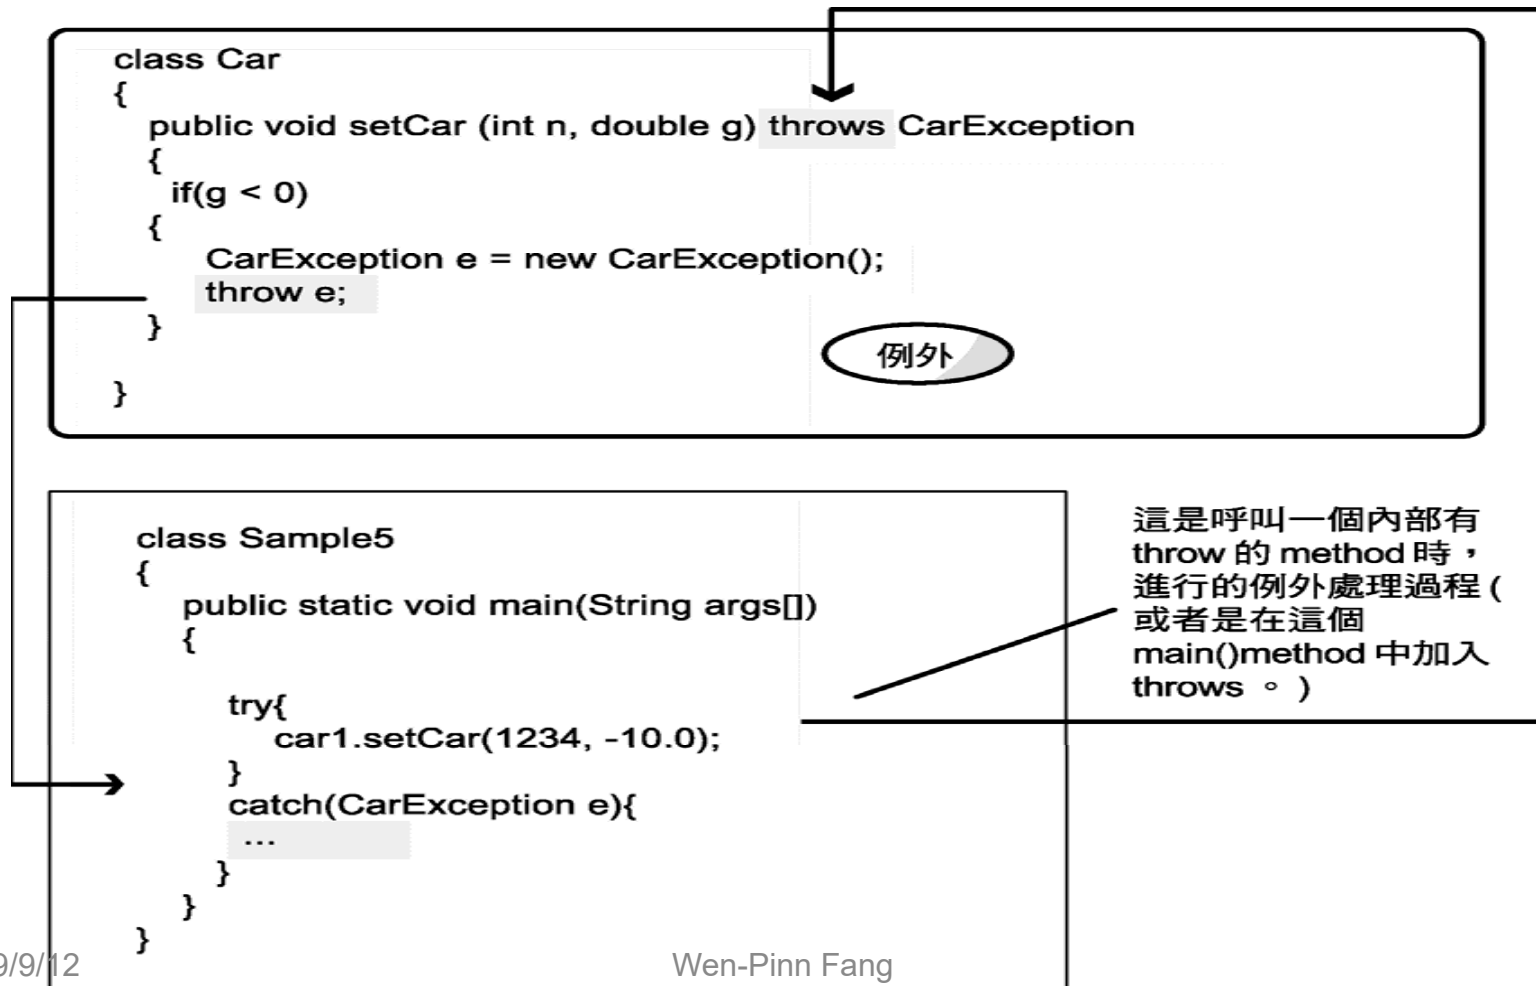 class Car
{
public void setCar (int n, double g) throws CarException
{
if(g < 0)
{
CarException e = new CarException();
throw e;
}
例外
}
class Sample5
{
public static void main(String args[])
{
try{
car1.setCar(1234, -10.0);
}
catch(CarException e){
...
}
}
}
這是呼叫一個內部有
throw 的 method 時，
進行的例外處理過程 (
或者是在這個
main()method 中加入
throws 。 )
9/9/12
Wen-Pinn Fang